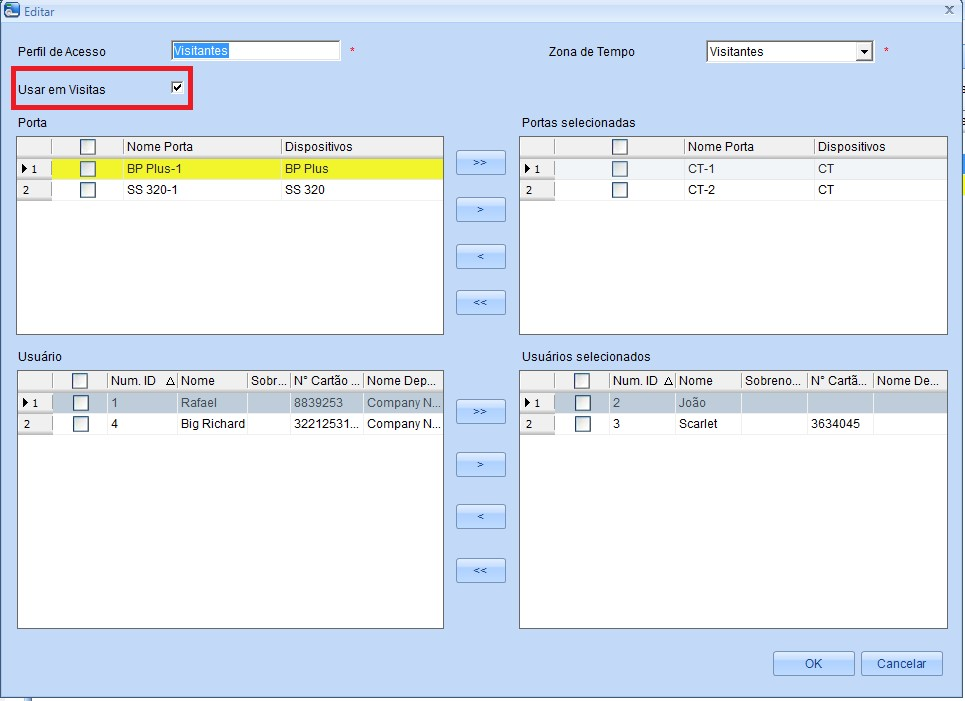 Editar
Perfil de Acesso Visitantes * Zona de Tempo Visitantes *
Usar em Visitas
Porta Portas selecionadas
Nome Porta Dispositivos >> Nome Porta Dispositivos
1 BP Plus-1 BP Plus 1 CT-1 CT
2 SS 320-1 SS 320 2 CT-2 CT
>
<
<<
Usuário Usuários selecionados
Num. ID Nome Sobr... N° Cartão ... Nome Dep... Num. ID Nome Sobreno... N° Cartã... Nome De...
1 1 Rafael 8839253 Company N... >> 1 2 João
2 4 Big Richard 32212531... Company N... 2 3 Scarlet 3634045
>
<
<<
OK Cancelar